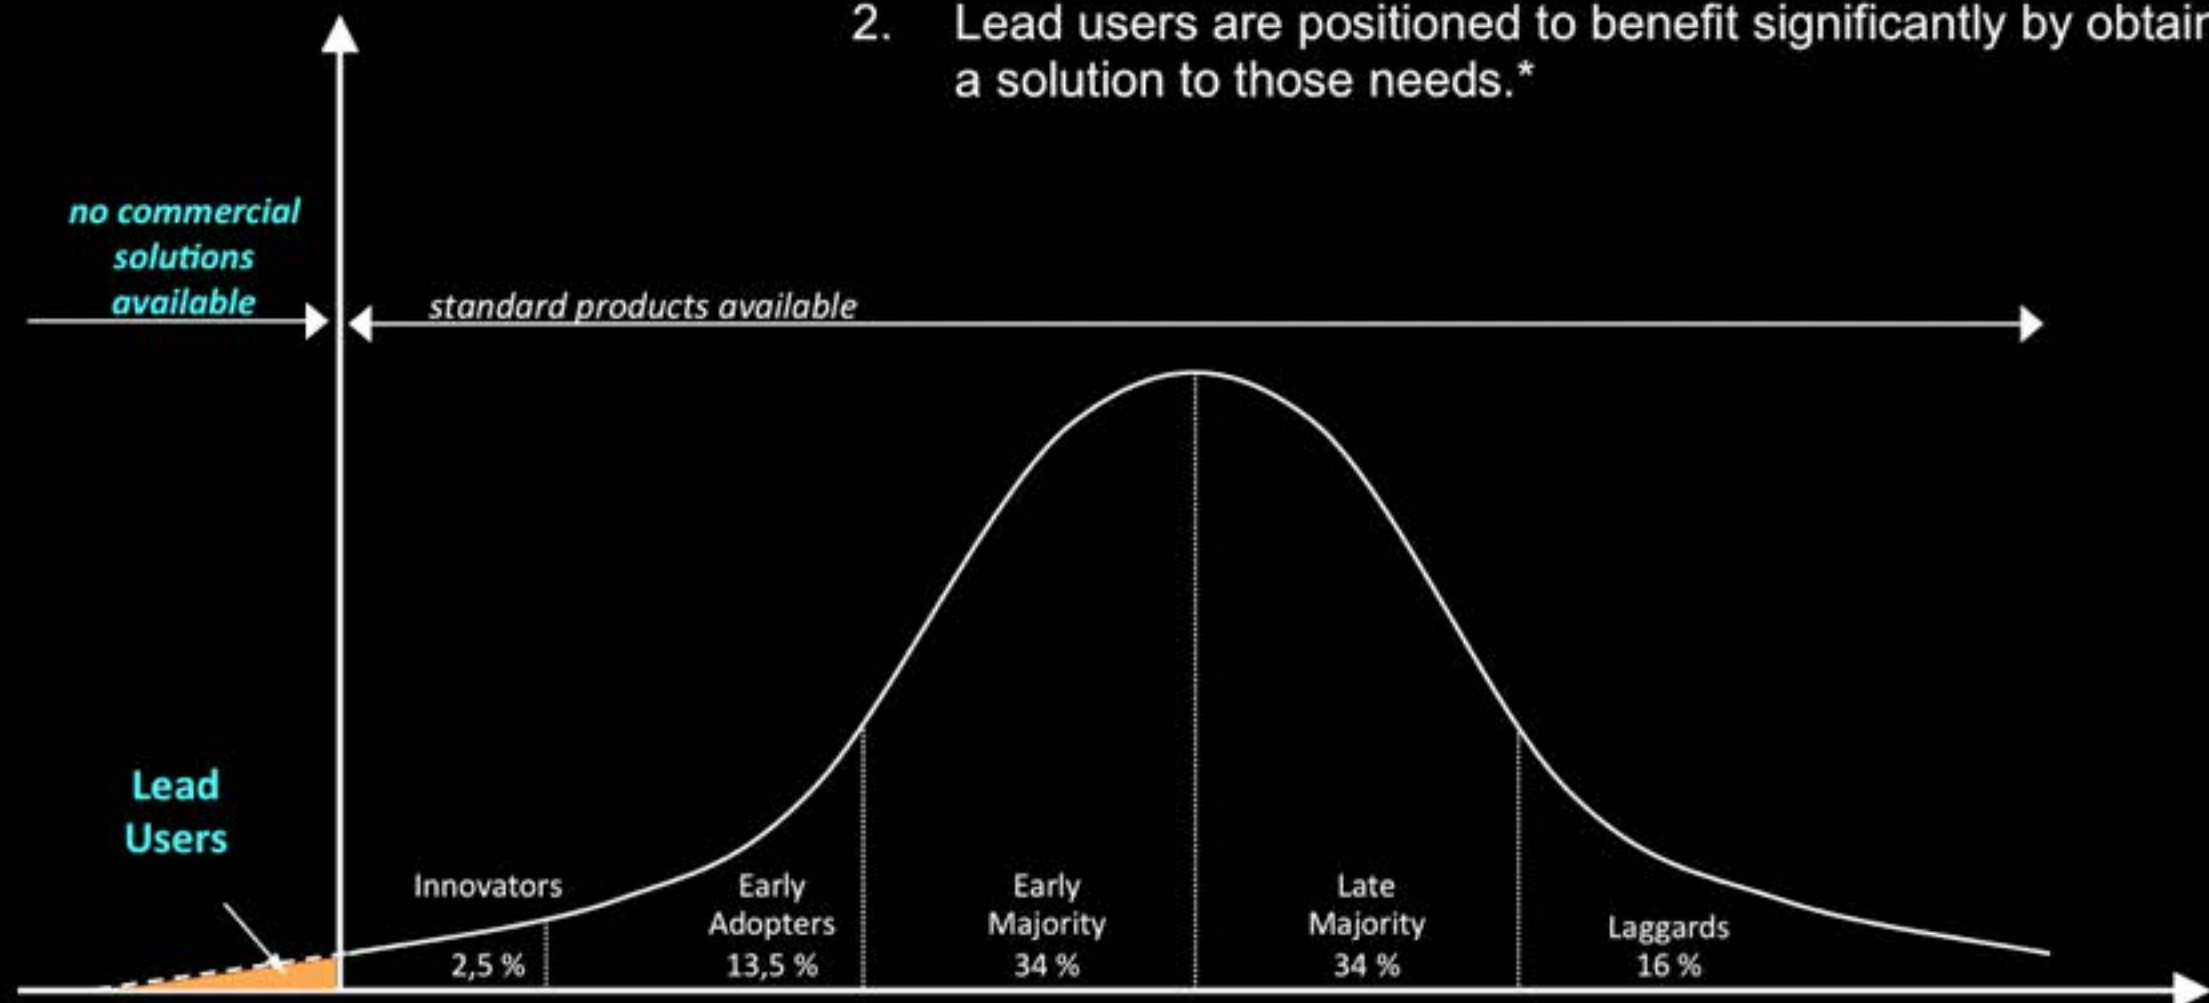 2. Lead users are positioned to benefit significantly by
a solution to those needs.*
no commercial
solutions
available
standard products available
Lead
Users
Innovators
2,5 %
Early
Adopters
13,5 %
Early
Majority
34 %
Late
Majority
34 %
Laggards
16 %